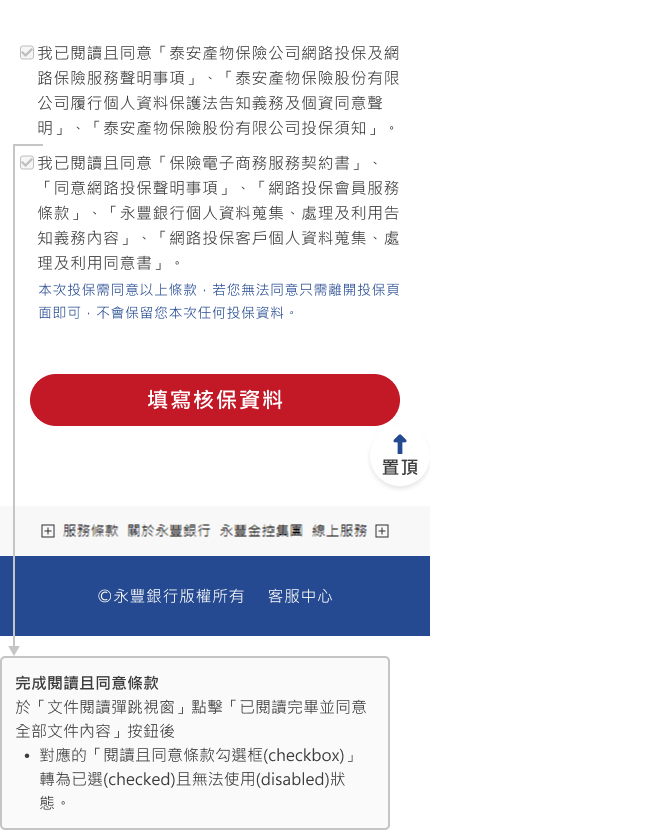 我已閱讀且同意「泰安產物保險公司網路投保及網
路保險服務聲明事項」、「泰安產物保險股份有限
公司履行個人資料保護法告知義務及個資同意聲
明」、「泰安產物保險股份有限公司投保須知」。
我已閱讀且同意「保險電子商務服務契約書」、
「同意網路投保聲明事項」、「網路投保會員服務
條款」、「永豐銀行個人資料蒐集、處理及利用告
知義務內容」、「網路投保客戶個人資料蒐集、處
理及利用同意書」。
本次投保需同意以上條款，若您無法同意只需離開投保頁
面即可，不會保留您本次任何投保資料。
填寫核保資料
置頂
服務條款 關於永豐銀行 永豐金控集團 線上服務
©永豐銀行版權所有 客服中心
完成閱讀且同意條款
於「文件閱讀彈跳視窗」點擊「已閱讀完畢並同意
全部文件內容」按鈕後
• 對應的「閱讀且同意條款勾選框(checkbox)」
轉為已選(checked)且無法使用(disabled)狀
態。